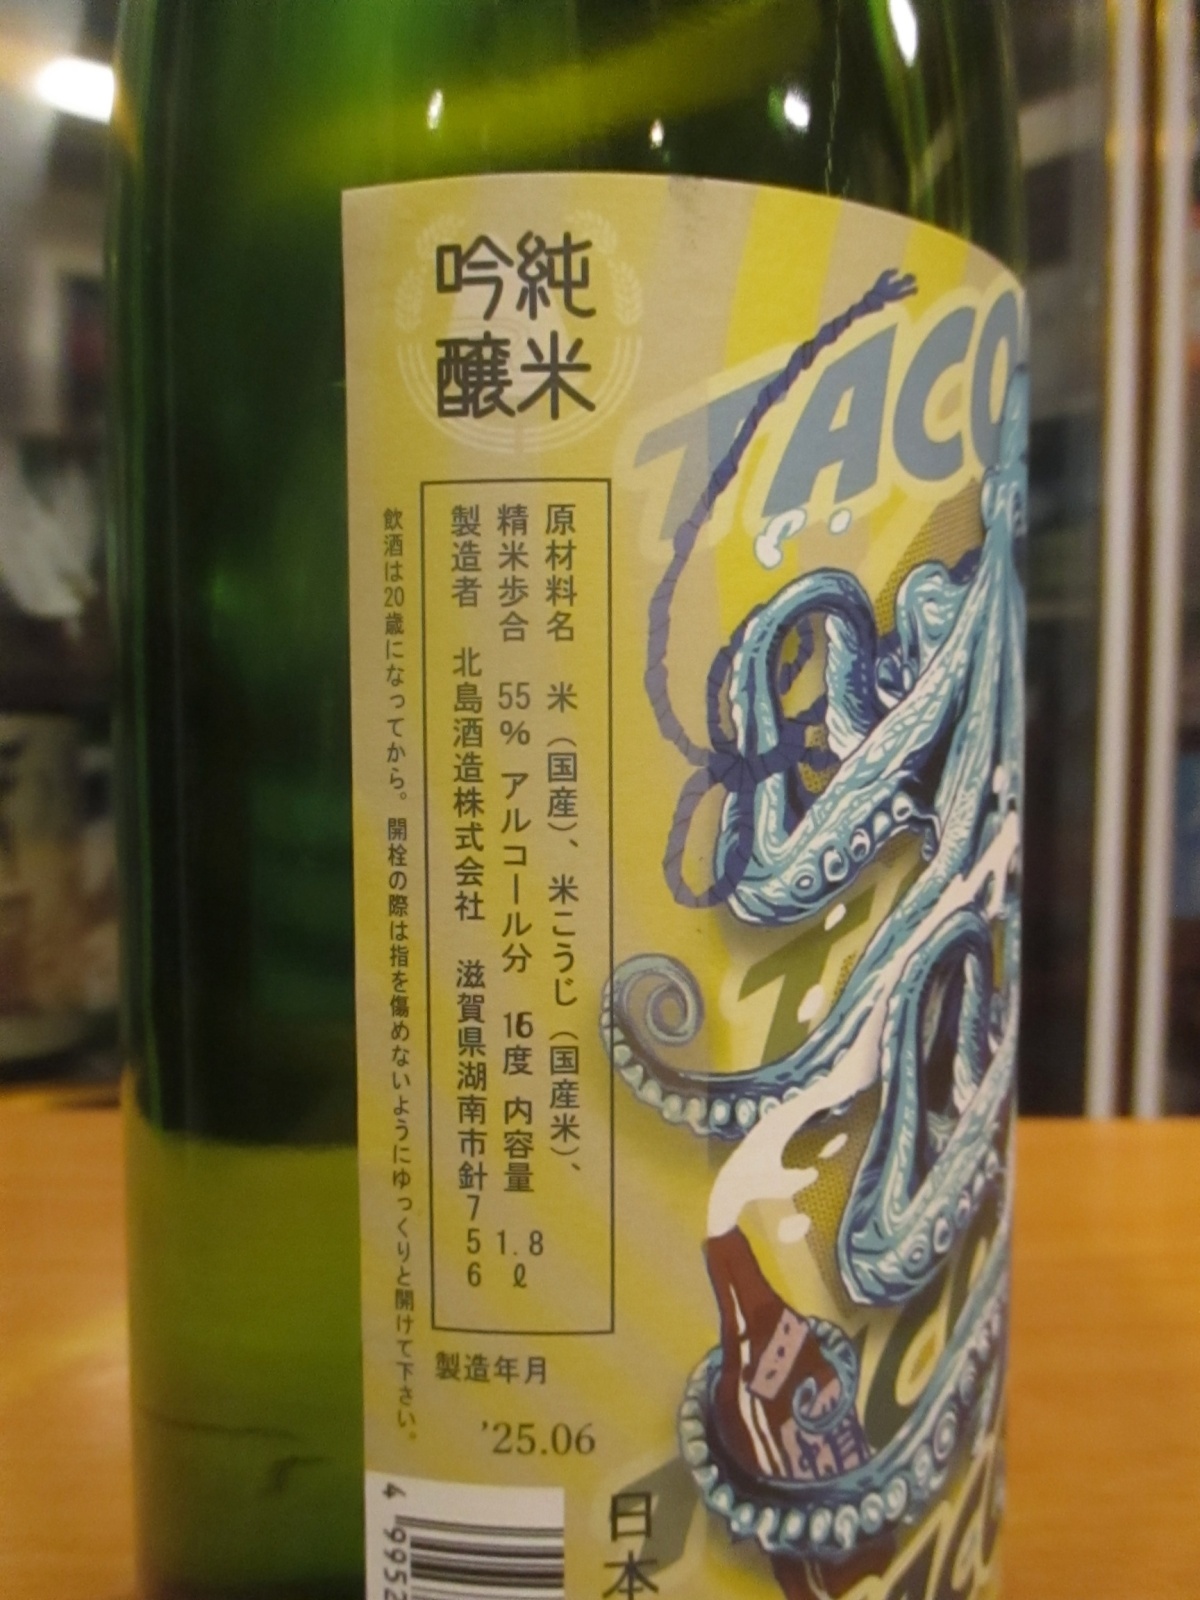 純米
吟醸
原材料名 米(国産)、米こうじ(国産米)、
精米歩合 55% アルコール分 16度 内容量 1.8ℓ
製造者 北島酒造株式会社 滋賀県湖南市針756
飲酒は20歳になってから。開栓の際は指を傷めないようにゆっくりと開けて下さい。
製造年月
'25.06
日本
TACO